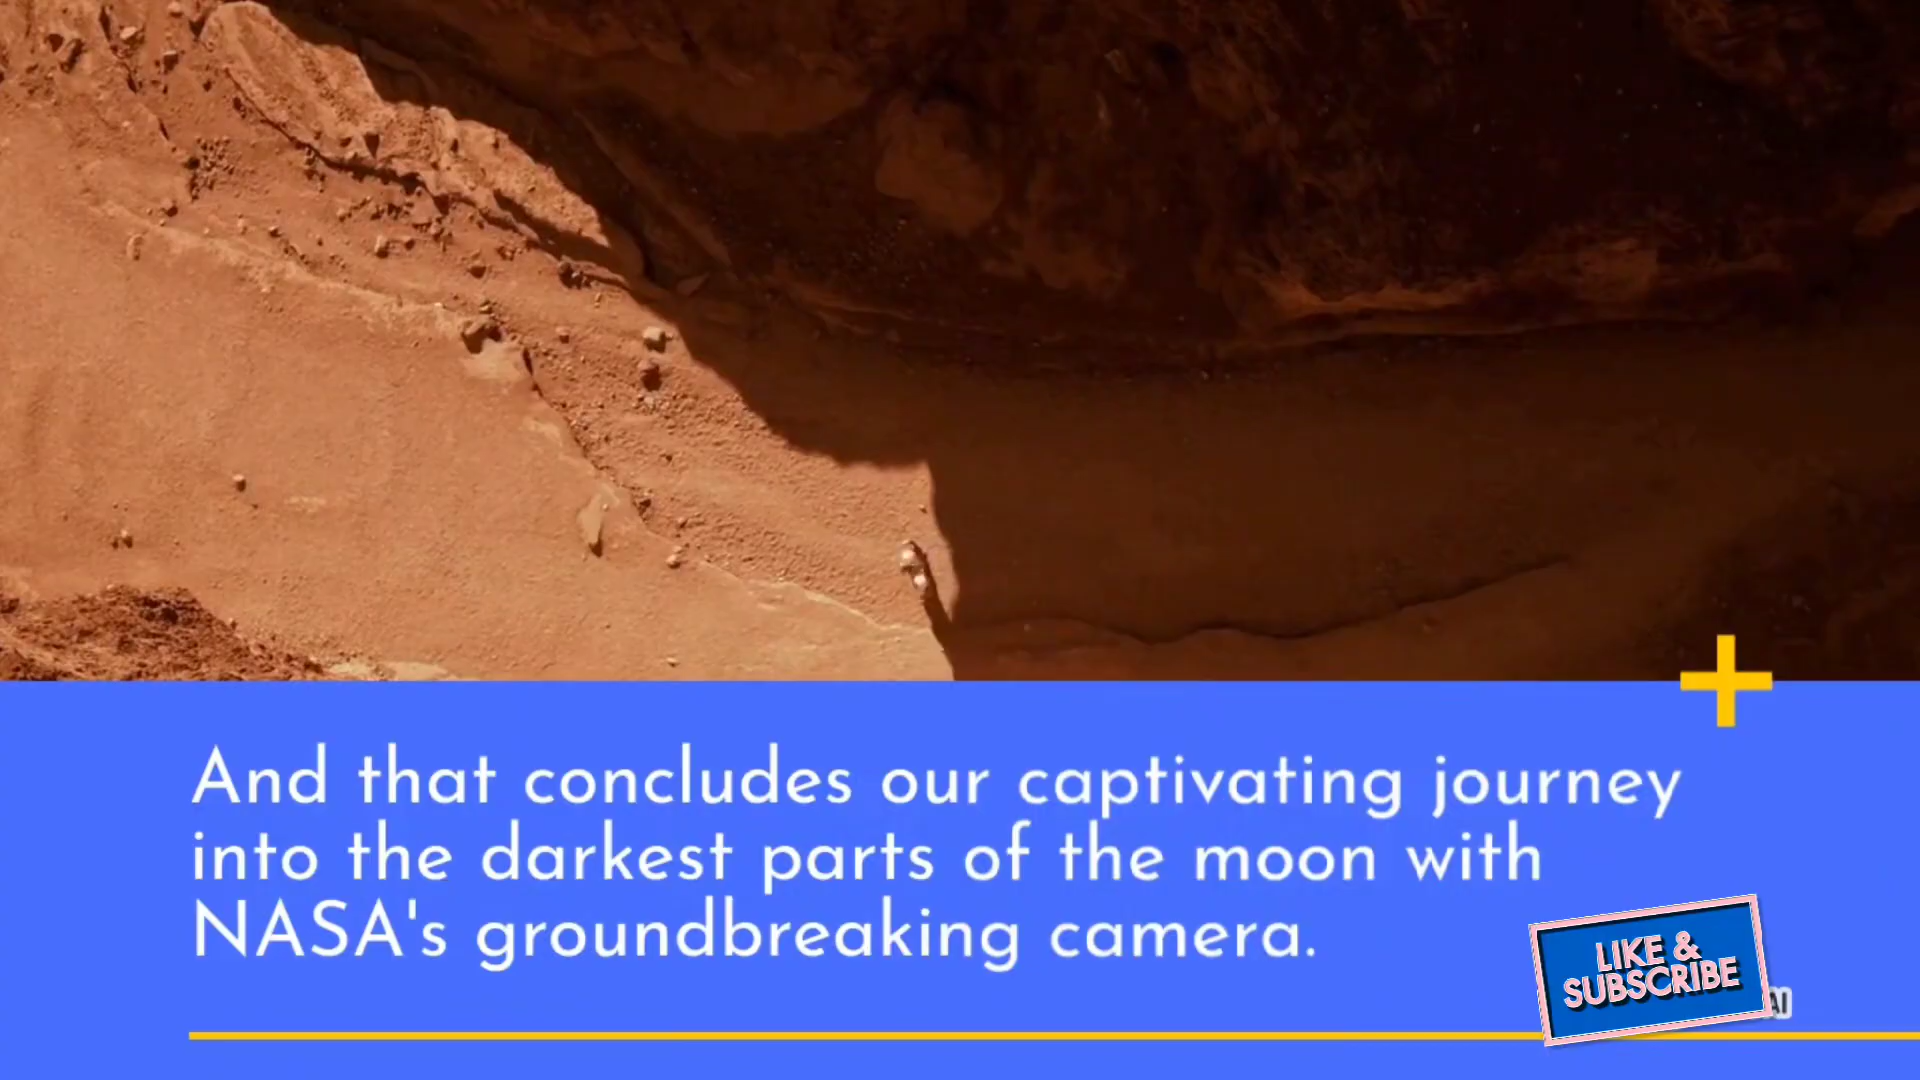 And that concludes our captivating journey
into the darkest parts of the moon with
NASA's groundbreaking camera.
LIKE &
SUBSCRIBE
AI